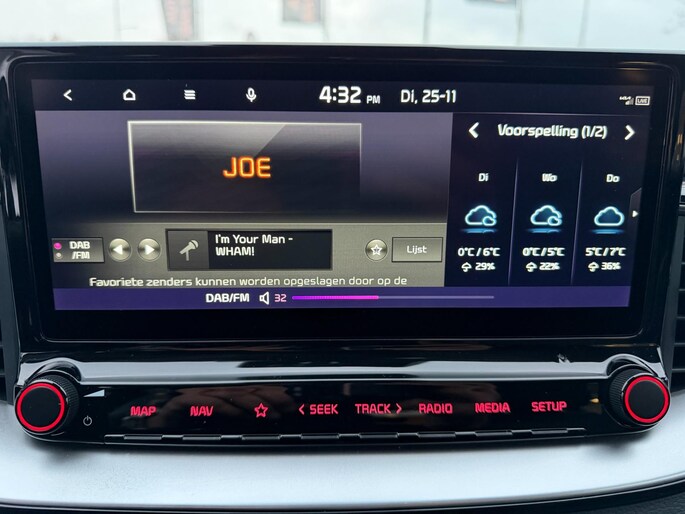 4:32 PM Di, 25-11
LIVE
JOE
Voorspelling (1/2)
Di Wo Do
0°C/6°C 0°C/5°C 5°C/7°C
29% 22% 36%
DAB
/FM
I'm Your Man -
WHAM!
Lijst
Favoriete zenders kunnen worden opgeslagen door op de
DAB/FM 32
MAP NAV < SEEK TRACK > RADIO MEDIA SETUP